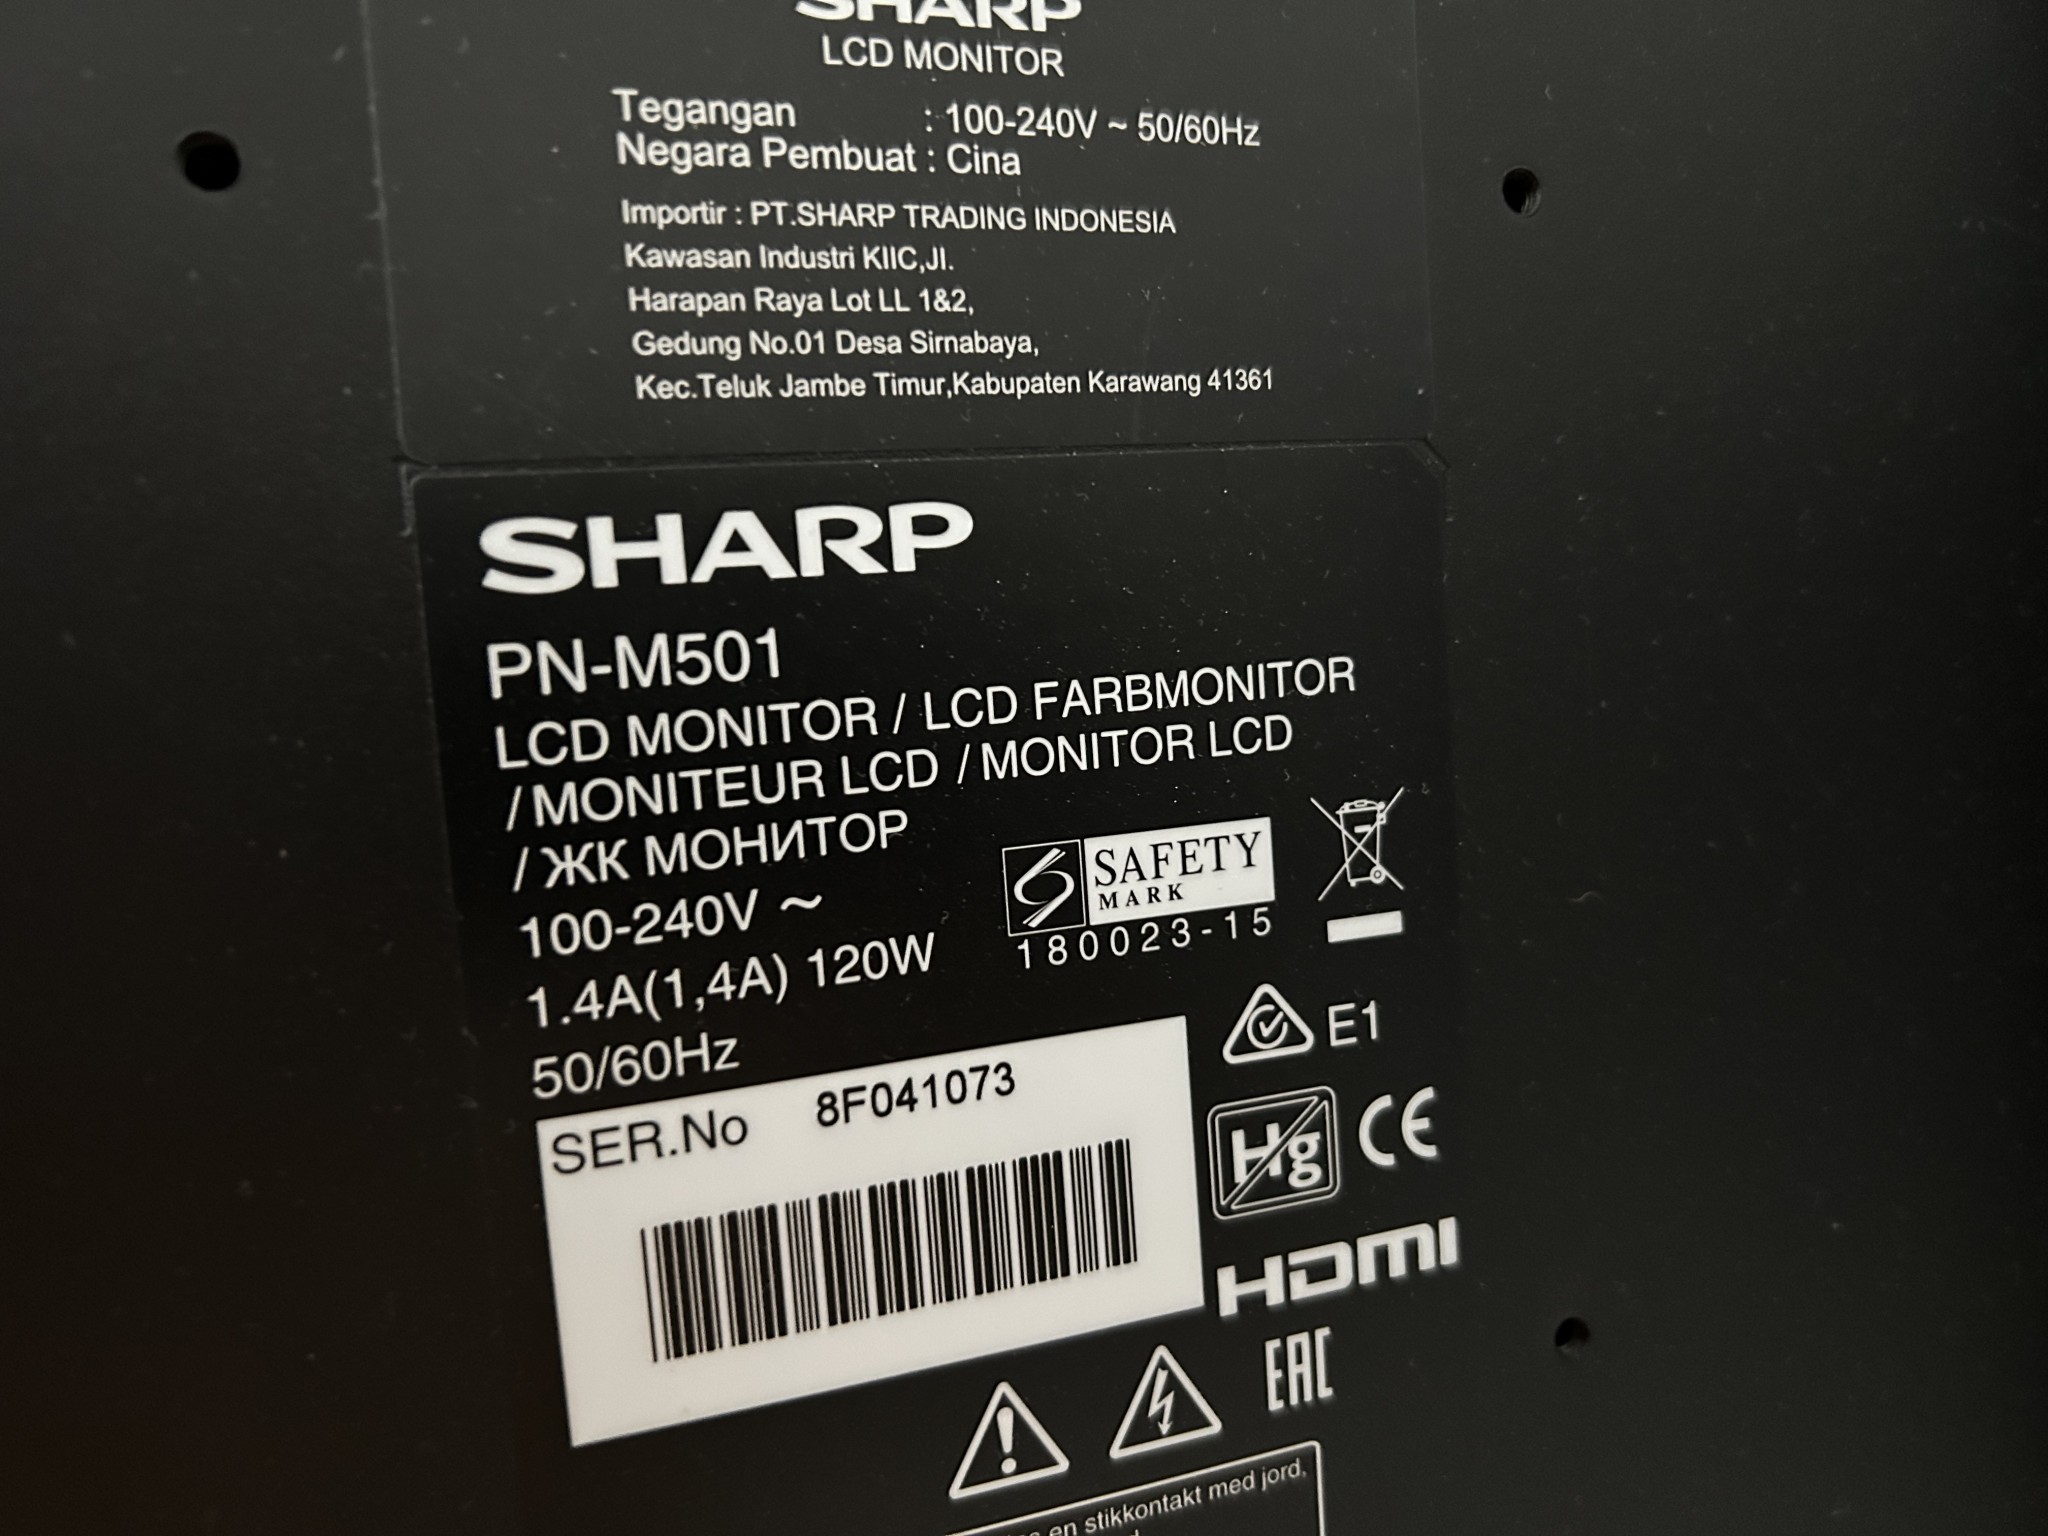 SHARP
LCD MONITOR
Tegangan : 100-240V ~ 50/60Hz
Negara Pembuat : Cina
Importir : PT.SHARP TRADING INDONESIA
Kawasan Industri KIIC,Jl.
Harapan Raya Lot LL 1&2,
Gedung No.01 Desa Sirnabaya,
Kec.Teluk Jambe Timur,Kabupaten Karawang 41361
SHARP
PN-M501
LCD MONITOR / LCD FARBMONITOR
/ MONITEUR LCD / MONITOR LCD
/ ЖК МОНИТОР
100-240V ~
1.4A(1,4A) 120W
50/60Hz
SAFETY
MARK
180023-15
E1
SER.No 8F041073
Hg CE
HDMI
EAC
en stikkontakt med jord,